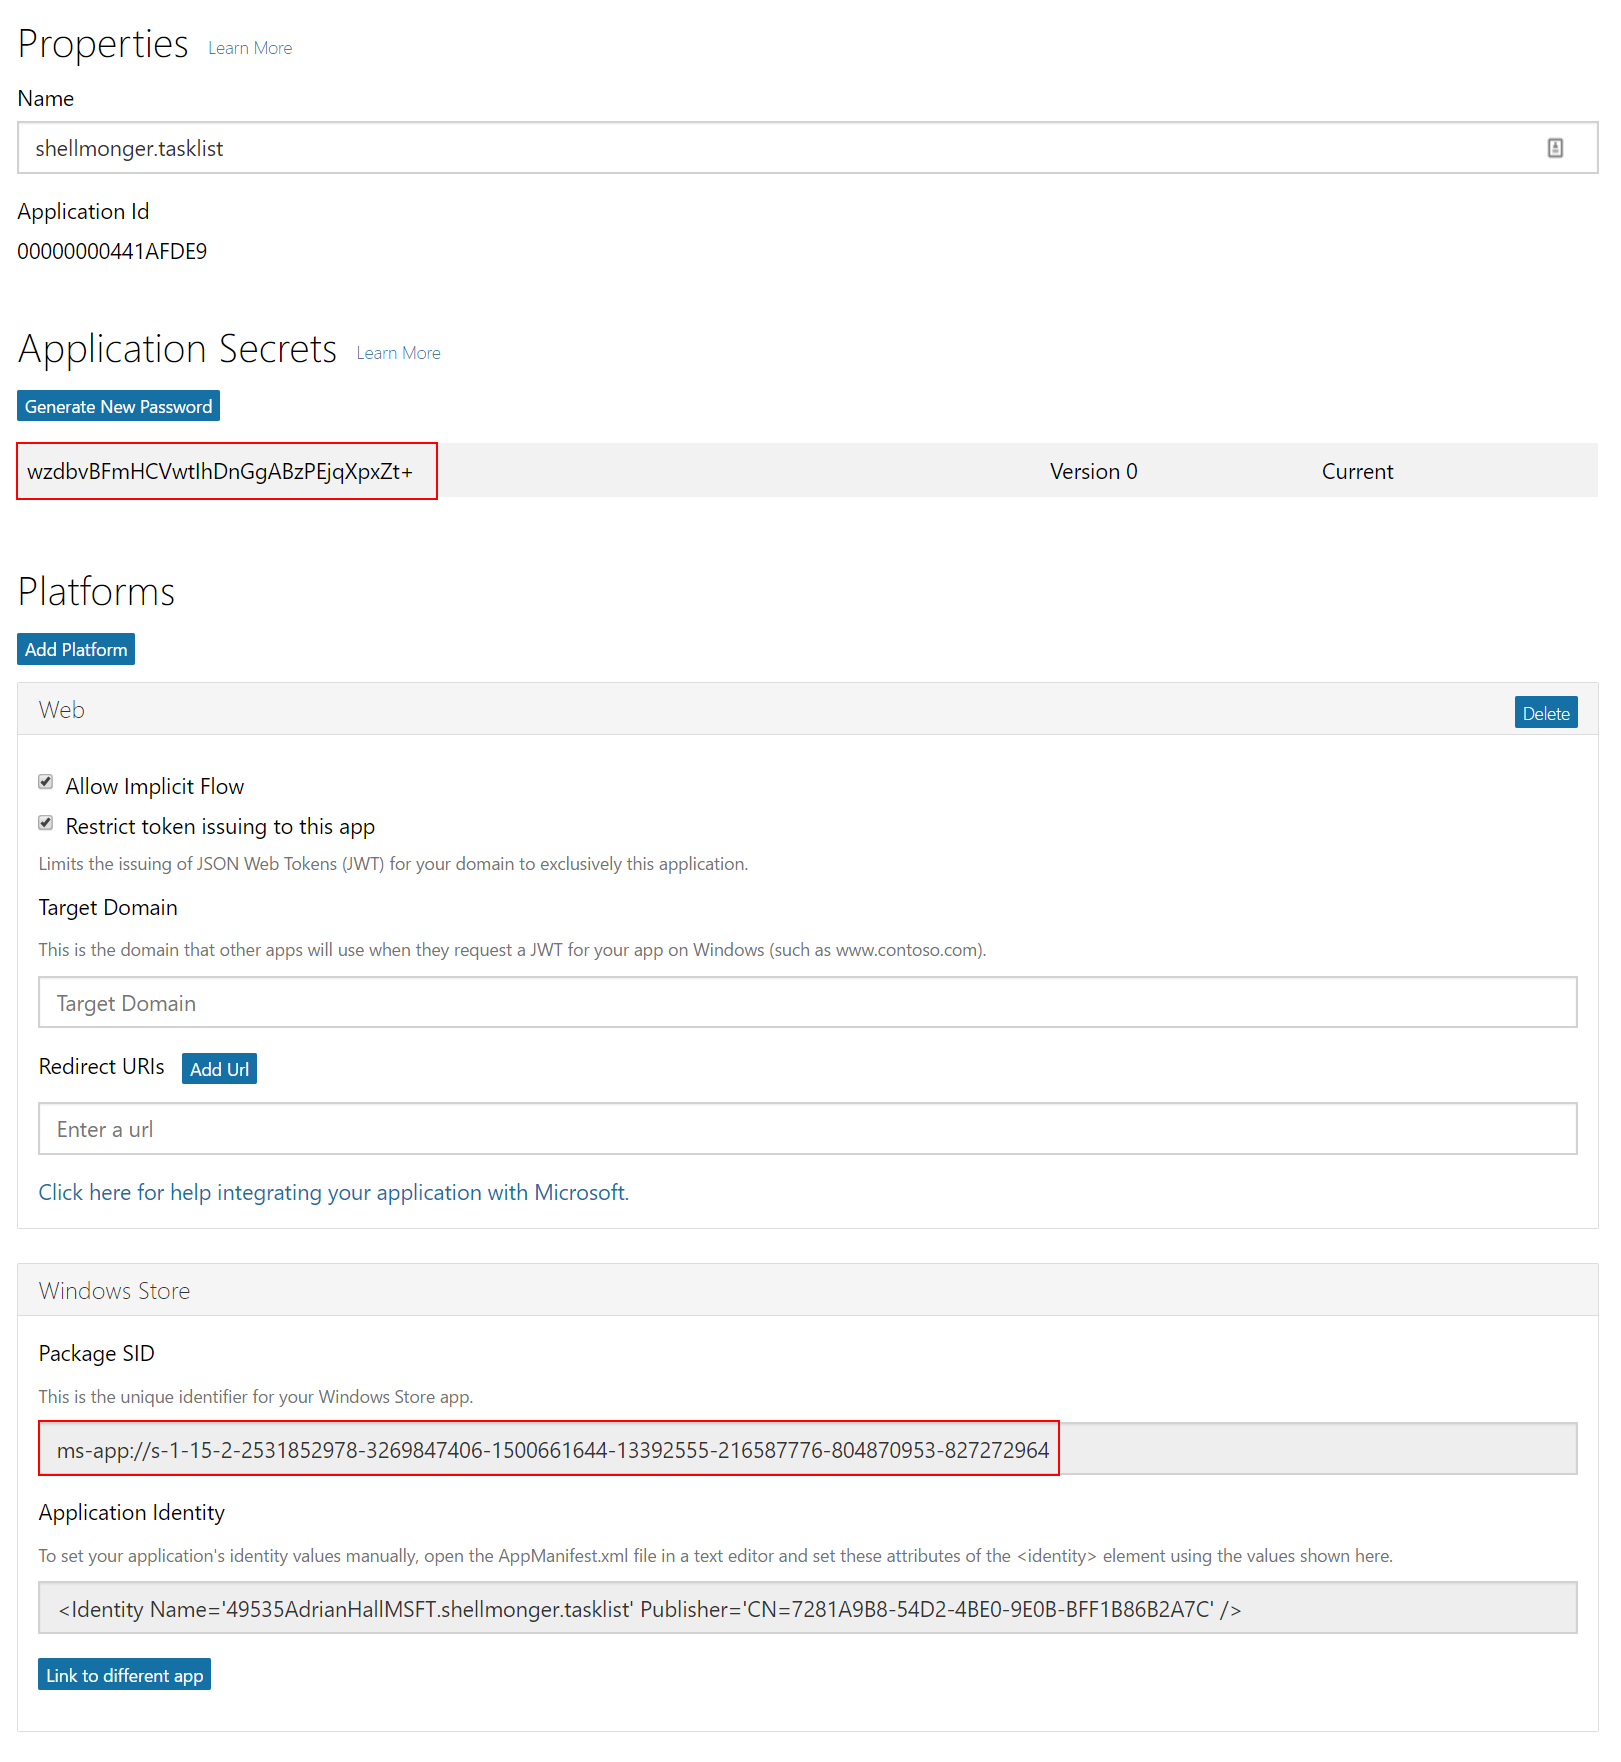 Properties Learn More
Name
shellmonger.tasklist
Application Id
00000000441AFDE9
Application Secrets Learn More
Generate New Password
wzdbvBFmHCVwtIhDnGgABzPEjqXpxZt+ Version 0 Current
Platforms
Add Platform
Web Delete
Allow Implicit Flow
Restrict token issuing to this app
Limits the issuing of JSON Web Tokens (JWT) for your domain to exclusively this application.
Target Domain
This is the domain that other apps will use when they request a JWT for your app on Windows (such as www.contoso.com).
Target Domain
Redirect URIs Add Url
Enter a url
Click here for help integrating your application with Microsoft.
Windows Store
Package SID
This is the unique identifier for your Windows Store app.
ms-app://s-1-15-2-2531852978-3269847406-1500661644-13392555-216587776-804870953-827272964
Application Identity
To set your application's identity values manually, open the AppManifest.xml file in a text editor and set these attributes of the <identity> element using the values shown here.
<Identity Name='49535AdrianHallMSFT.shellmonger.tasklist' Publisher='CN=7281A9B8-54D2-4BE0-9E0B-BFF1B86B2A7C' />
Link to different app